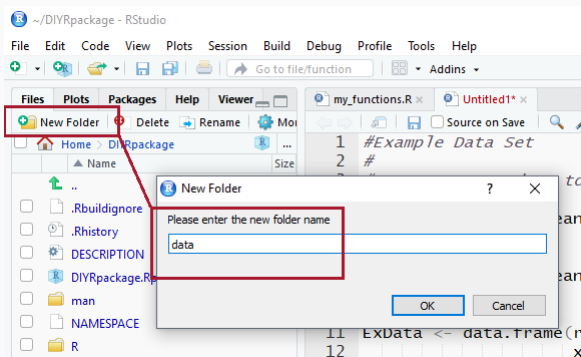 ~/DIYRpackage - RStudio
File Edit Code View Plots Session Build Debug Profile Tools Help
Go to file/function Addins
Files Plots Packages Help Viewer
my_functions.R Untitled1*
New Folder Delete Rename
Source on Save
Home DIYRpackage ...
Name Size
..
.Rbuildignore
.Rhistory
DESCRIPTION
man
NAMESPACE
R
1 #Example Data Set
2 #
New Folder
Please enter the new folder name
data
OK Cancel
11 ExData <- data.frame(
12 x